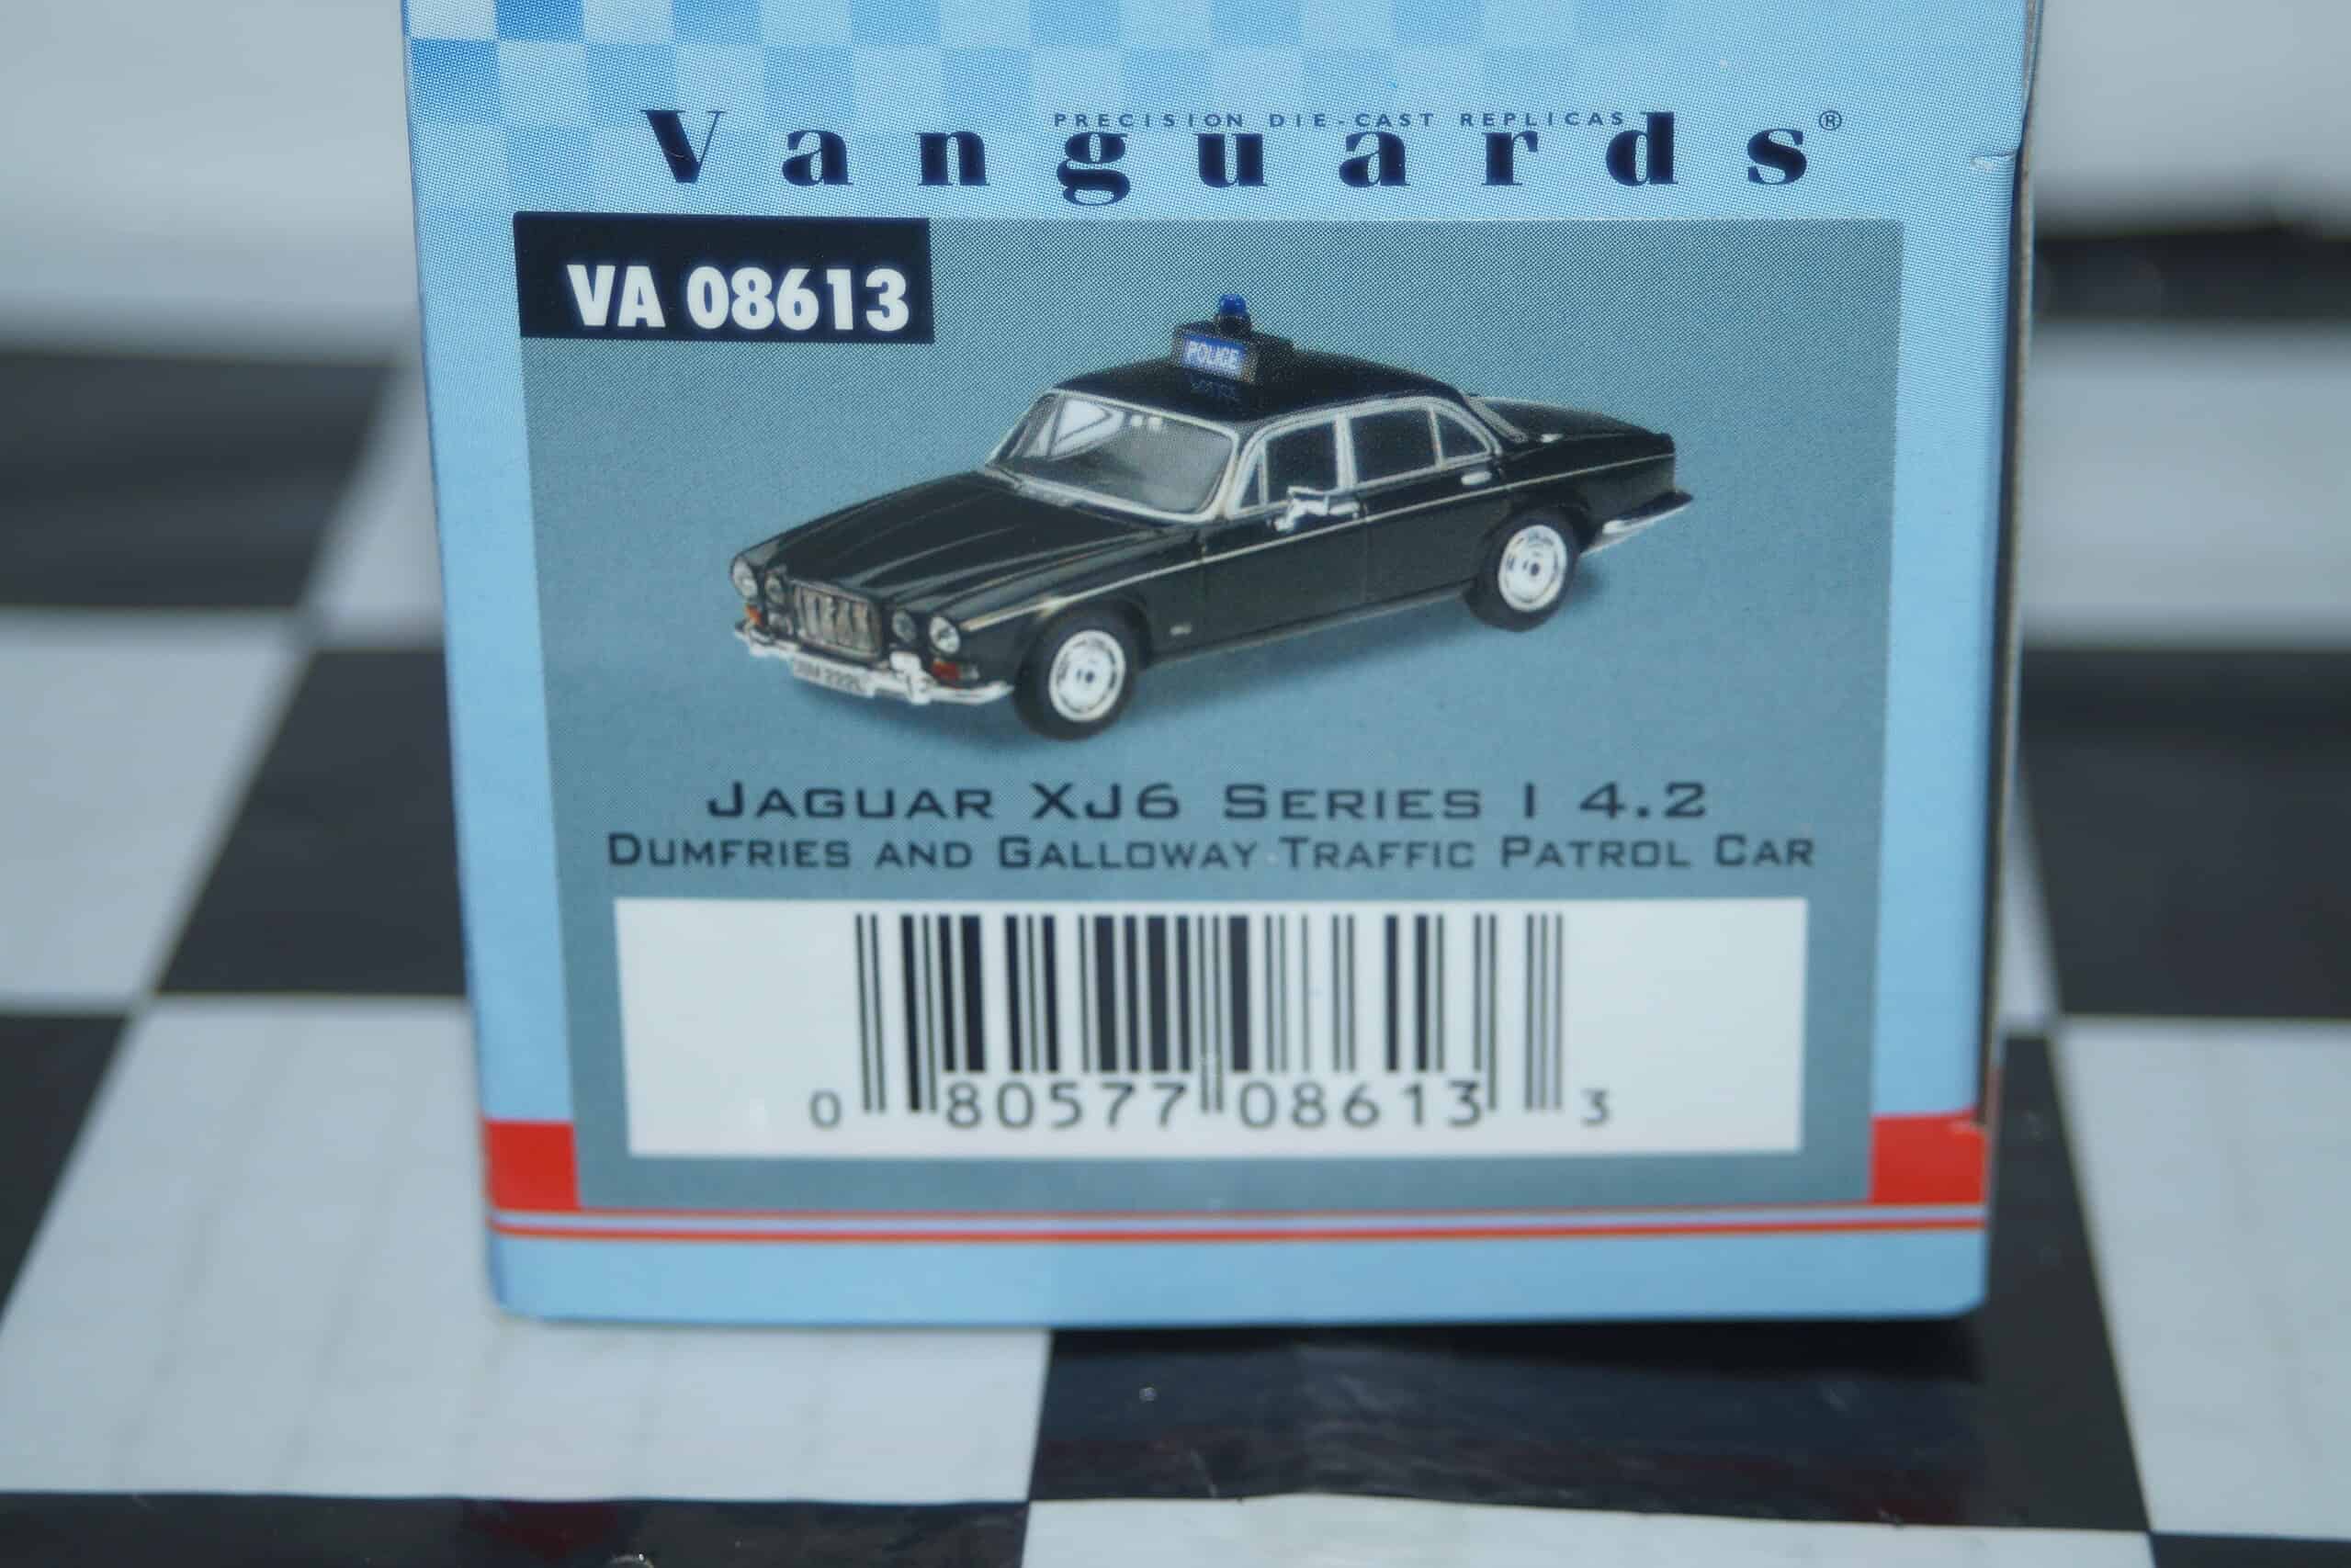 PRECISION DIE-CAST REPLICAS
Vanguards®
VA 08613
POLICE
JAGUAR XJ6 SERIES I 4.2
DUMFRIES AND GALLOWAY TRAFFIC PATROL CAR
0 80577 08613 3